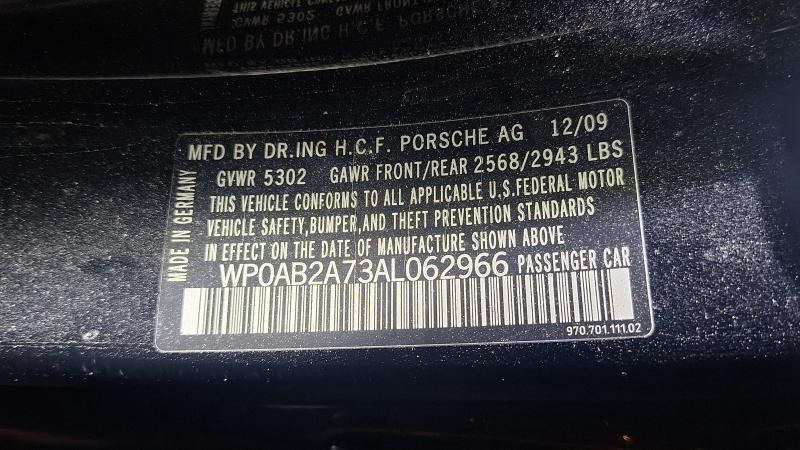 MFD BY DR.ING H.C.F. PORSCHE AG 12/09
GVWR 5302 GAWR FRONT/REAR 2568/2943 LBS
THIS VEHICLE CONFORMS TO ALL APPLICABLE U.S.FEDERAL MOTOR
VEHICLE SAFETY,BUMPER,AND THEFT PREVENTION STANDARDS
IN EFFECT ON THE DATE OF MANUFACTURE SHOWN ABOVE
WP0AB2A73AL062966 PASSENGER CAR
970.701.111.02
MADE IN GERMANY